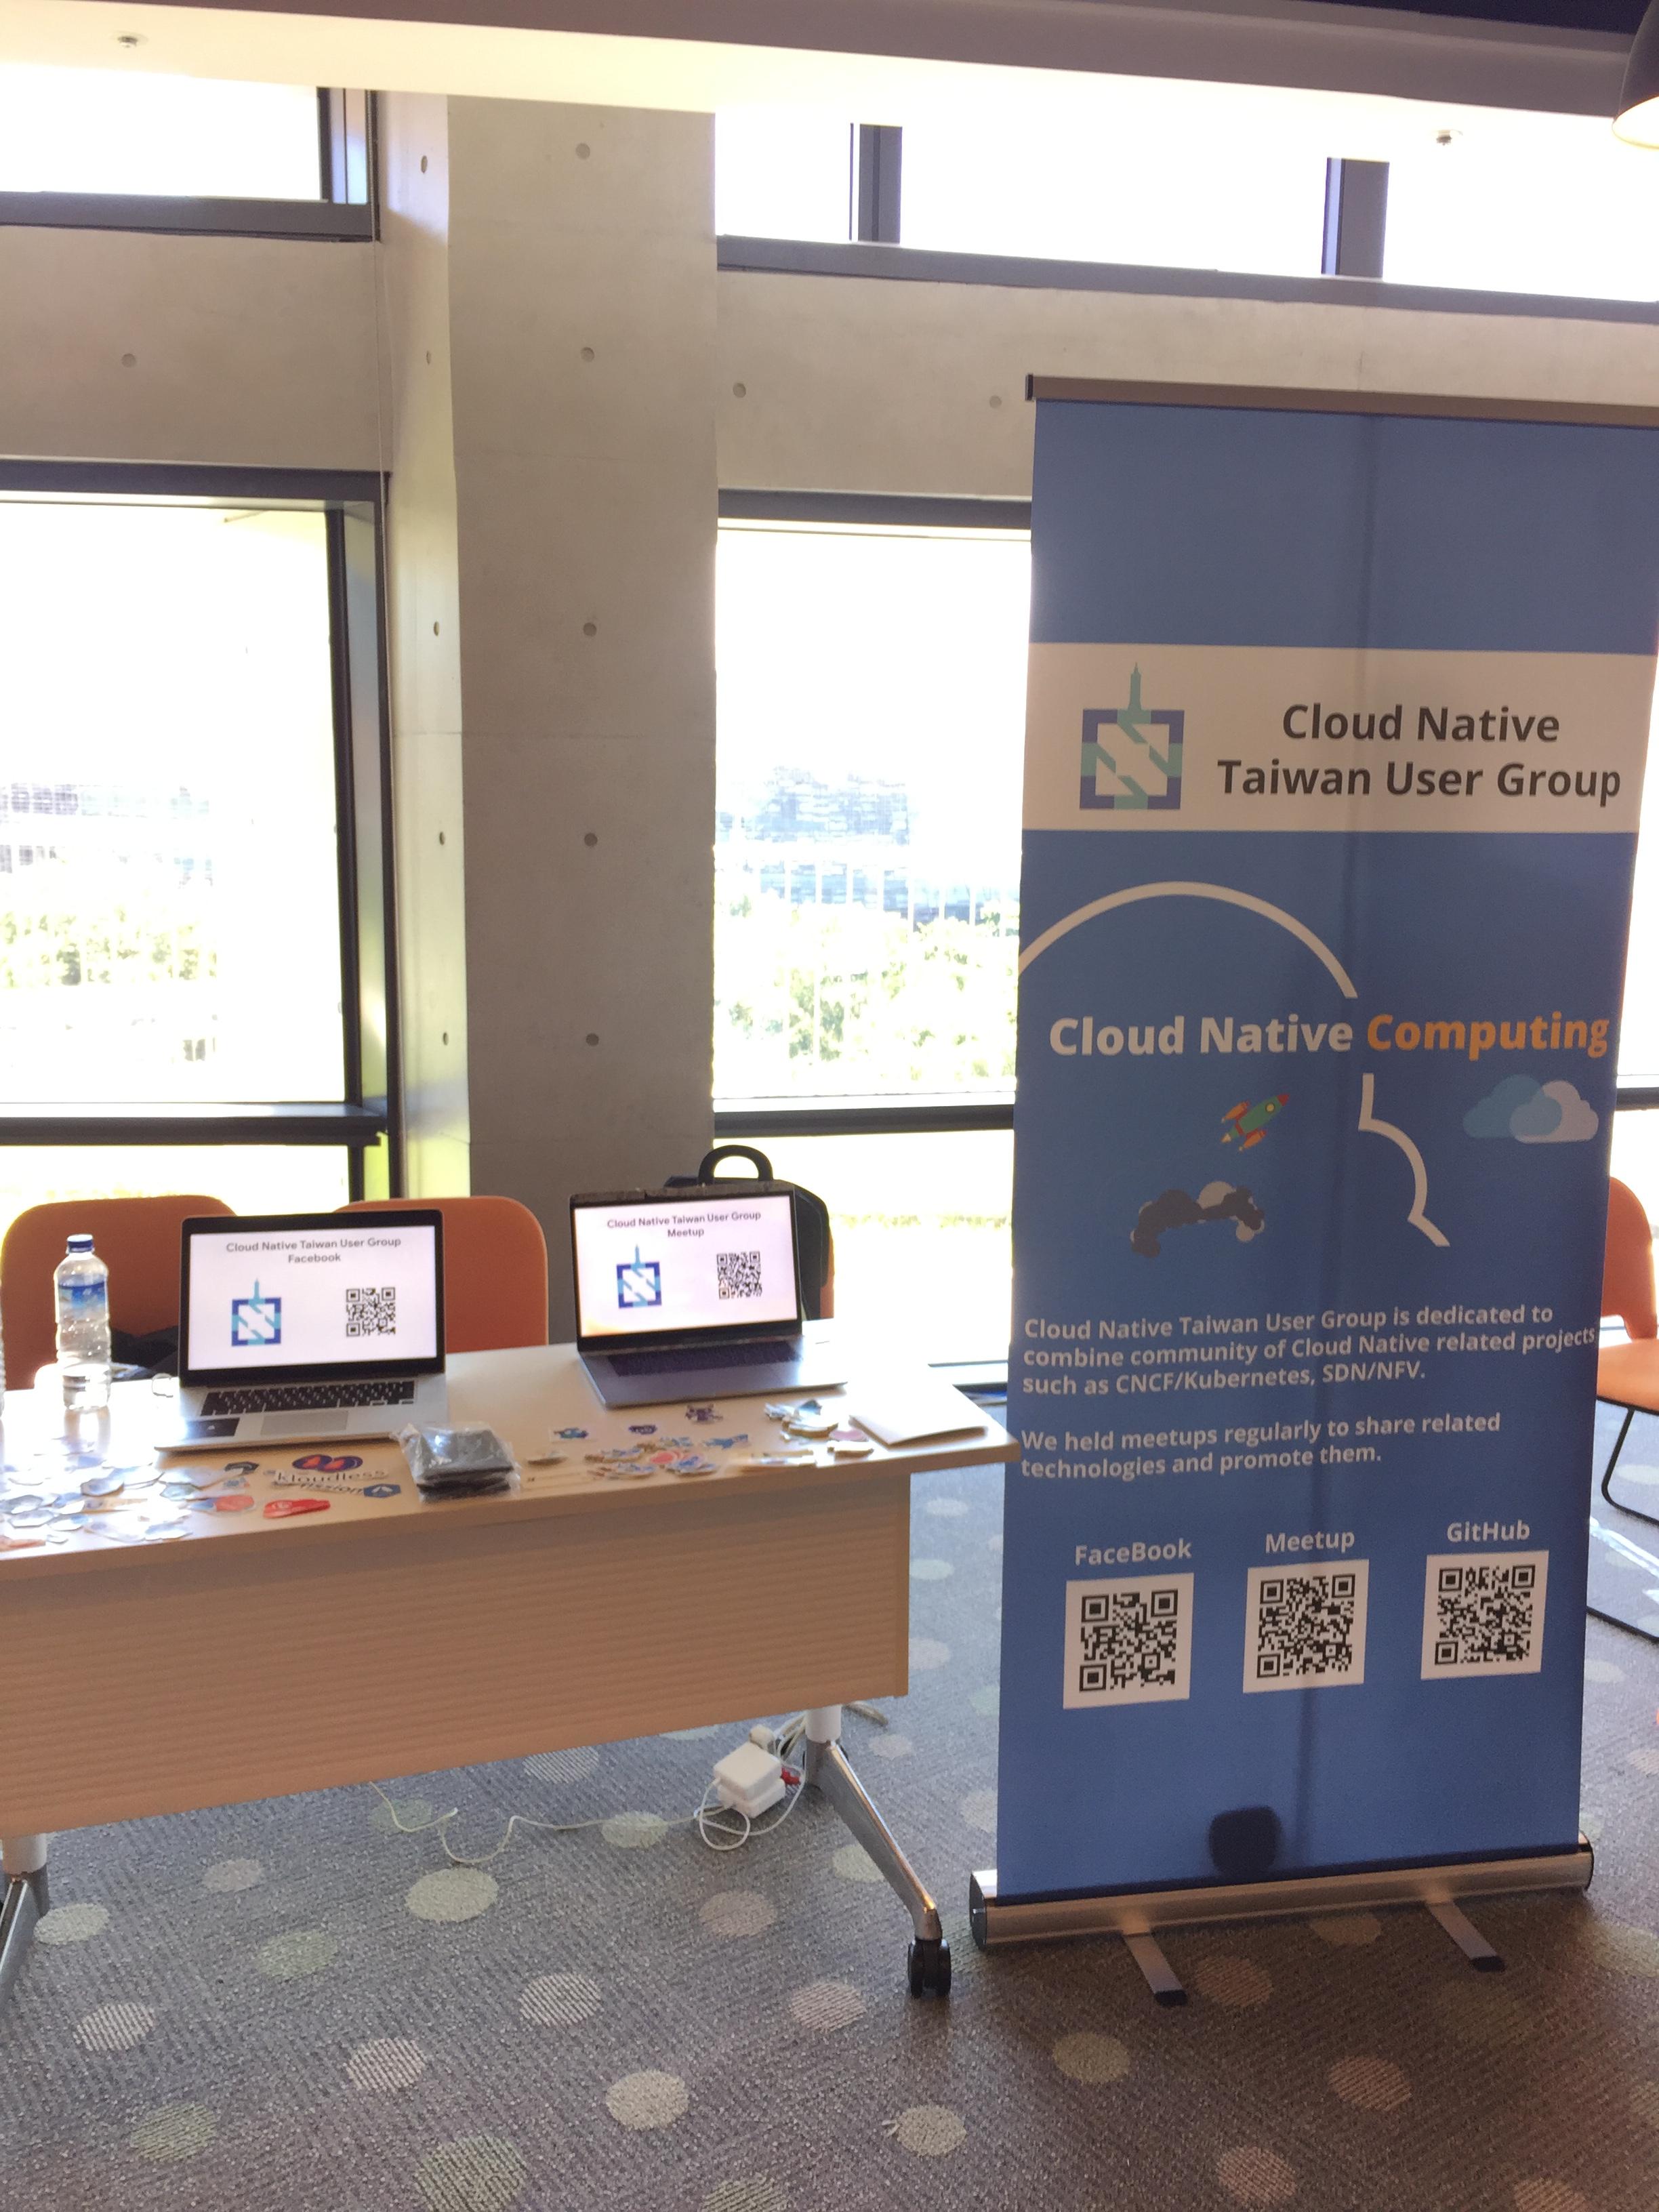 Cloud Native
Taiwan User Group
Cloud Native Computing
Cloud Native Taiwan User Group is dedicated to
combine community of Cloud Native related projects
such as CNCF/Kubernetes, SDN/NFV.
We held meetups regularly to share related
technologies and promote them.
FaceBook
Meetup
GitHub
Cloud Native Taiwan User Group
Facebook
Cloud Native Taiwan User Group
Meetup
kloudless